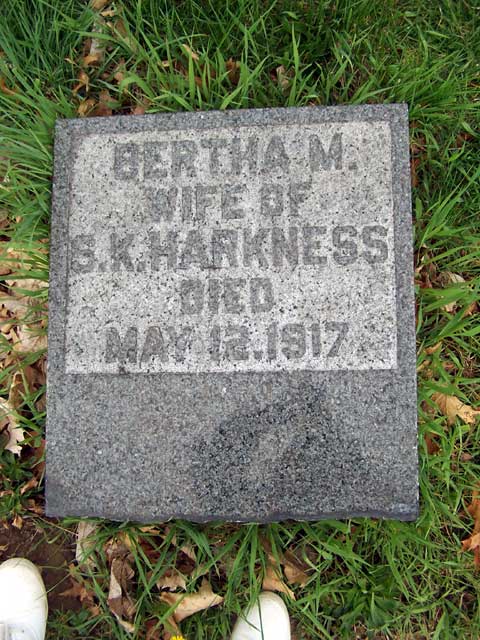 BERTHA M.
WIFE OF
S.K.HARKNESS
DIED
MAY 12.1917